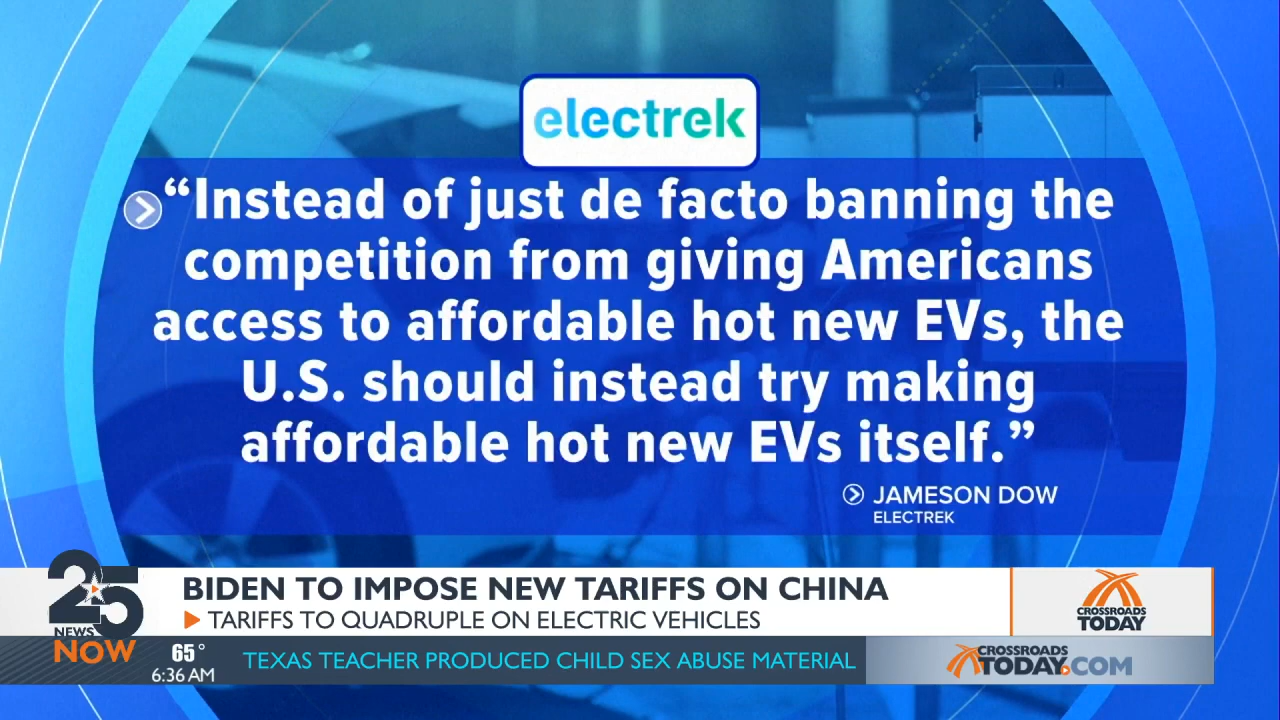 electrek
“Instead of just de facto banning the
competition from giving Americans
access to affordable hot new EVs, the
U.S. should instead try making
affordable hot new EVs itself.”
JAMESON DOW
ELECTREK
25
NEWS
NOW
BIDEN TO IMPOSE NEW TARIFFS ON CHINA
TARIFFS TO QUADRUPLE ON ELECTRIC VEHICLES
CROSSROADS
TODAY
65°
6:36 AM
TEXAS TEACHER PRODUCED CHILD SEX ABUSE MATERIAL
CROSSROADS
TODAY.COM